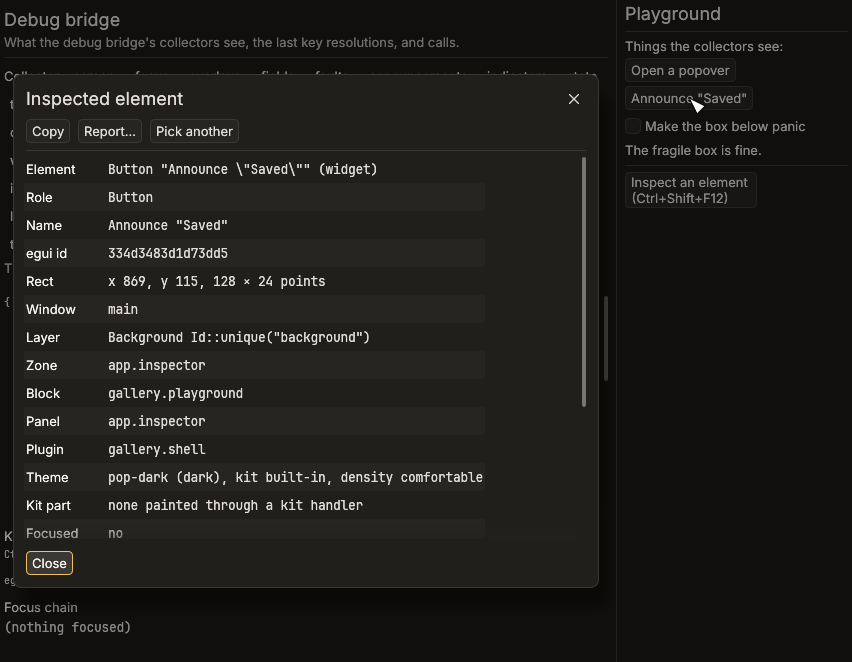 Debug bridge
What the debug bridge's collectors see, the last key resolutions, and calls.
Inspected element
Copy Report... Pick another
Element Button "Announce \"Saved\"" (widget)
Role Button
Name Announce "Saved"
egui id 334d3483d1d73dd5
Rect x 869, y 115, 128 × 24 points
Window main
Layer Background Id::unique("background")
Zone app.inspector
Block gallery.playground
Panel app.inspector
Plugin gallery.shell
Theme pop-dark (dark), kit built-in, density comfortable
Kit part none painted through a kit handler
Focused no
Close
Focus chain
(nothing focused)
Playground
Things the collectors see:
Open a popover
Announce "Saved"
Make the box below panic
The fragile box is fine.
Inspect an element
(Ctrl+Shift+F12)